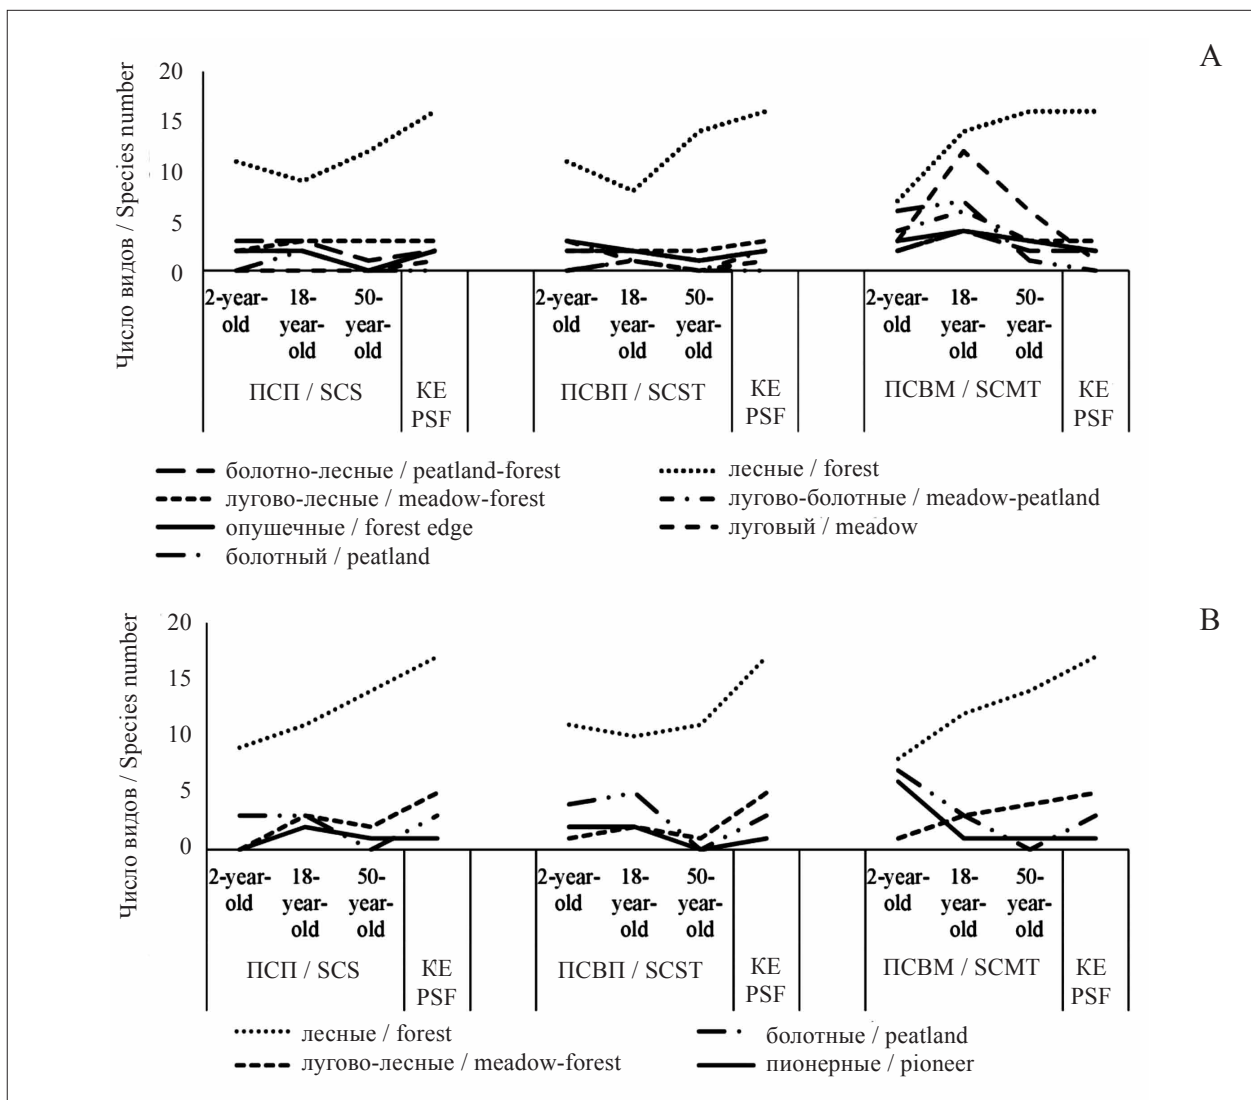 A
Число видов / Species number
20
15
10
5
0
2-year-old 18-year-old 50-year-old 2-year-old 18-year-old 50-year-old 2-year-old 18-year-old 50-year-old
ПСП / SCS КЕ PSF ПСВП / SCST КЕ PSF ПСВМ / SCMT КЕ PSF
болотно-лесные / peatland-forest
лугово-лесные / meadow-forest
опушечные / forest edge
болотный / peatland
лесные / forest
лугово-болотные / meadow-peatland
луговый / meadow
B
Число видов / Species number
20
15
10
5
0
2-year-old 18-year-old 50-year-old 2-year-old 18-year-old 50-year-old 2-year-old 18-year-old 50-year-old
ПСП / SCS КЕ PSF ПСВП / SCST КЕ PSF ПСВМ / SCMT КЕ PSF
лесные / forest
лугово-лесные / meadow-forest
болотные / peatland
пионерные / pioneer